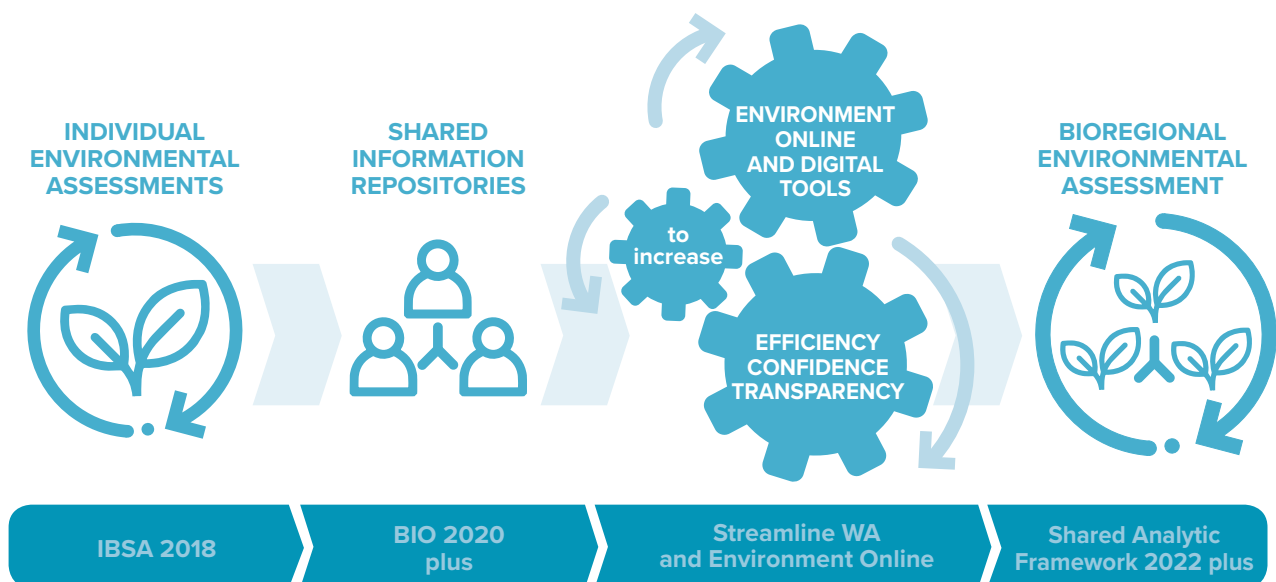 INDIVIDUAL
ENVIRONMENTAL
ASSESSMENTS
SHARED
INFORMATION
REPOSITORIES
ENVIRONMENT
ONLINE
AND DIGITAL
TOOLS
to
increase
EFFICIENCY
CONFIDENCE
TRANSPARENCY
BIOREGIONAL
ENVIRONMENTAL
ASSESSMENT
IBSA 2018
BIO 2020
plus
Streamline WA
and Environment Online
Shared Analytic
Framework 2022 plus